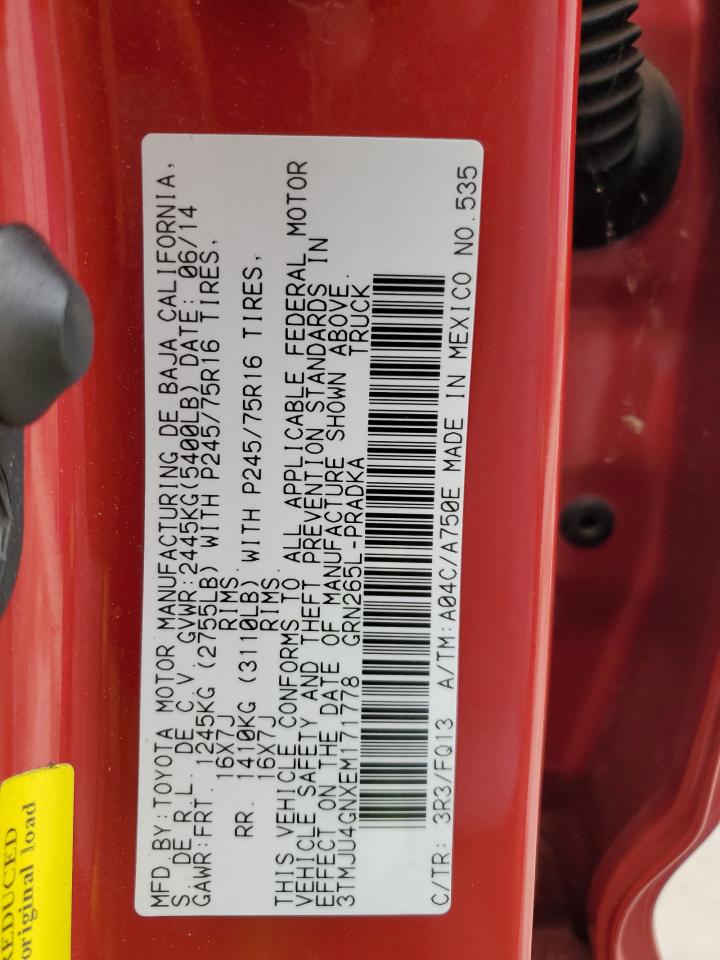 MFD.BY:TOYOTA MOTOR MANUFACTURING DE BAJA CALIFORNIA,
S. DE R.L. DE C.V. GVWR:2445KG(5400LB) DATE: 06/14
GAWR:FRT. 1245KG (2755LB) WITH P245/75R16 TIRES,
16X7J RIMS
RR. 1410KG (3110LB) WITH P245/75R16 TIRES,
16X7J RIMS.
THIS VEHICLE CONFORMS TO ALL APPLICABLE FEDERAL MOTOR
VEHICLE SAFETY AND THEFT PREVENTION STANDARDS IN
EFFECT ON THE DATE OF MANUFACTURE SHOWN ABOVE.
3TMJU4GNXEM171778 GRN265L-PRADKA TRUCK
C/TR: 3R3/FQ13 A/TM:A04C/A750E MADE IN MEXICO NO.535
REDUCED
original load